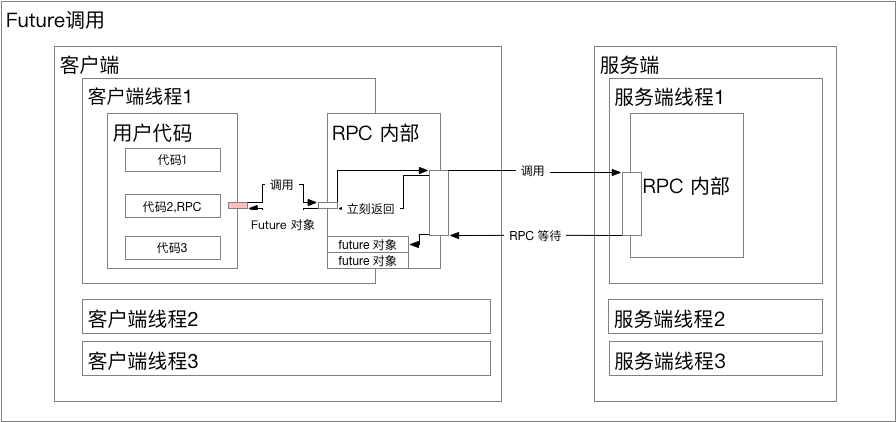 Future调用
客户端
服务端
客户端线程1
服务端线程1
用户代码
RPC 内部
代码1
调用
调用
RPC 内部
代码2,RPC
立刻返回
Future 对象
RPC 等待
代码3
future 对象
future 对象
客户端线程2
服务端线程2
客户端线程3
服务端线程3